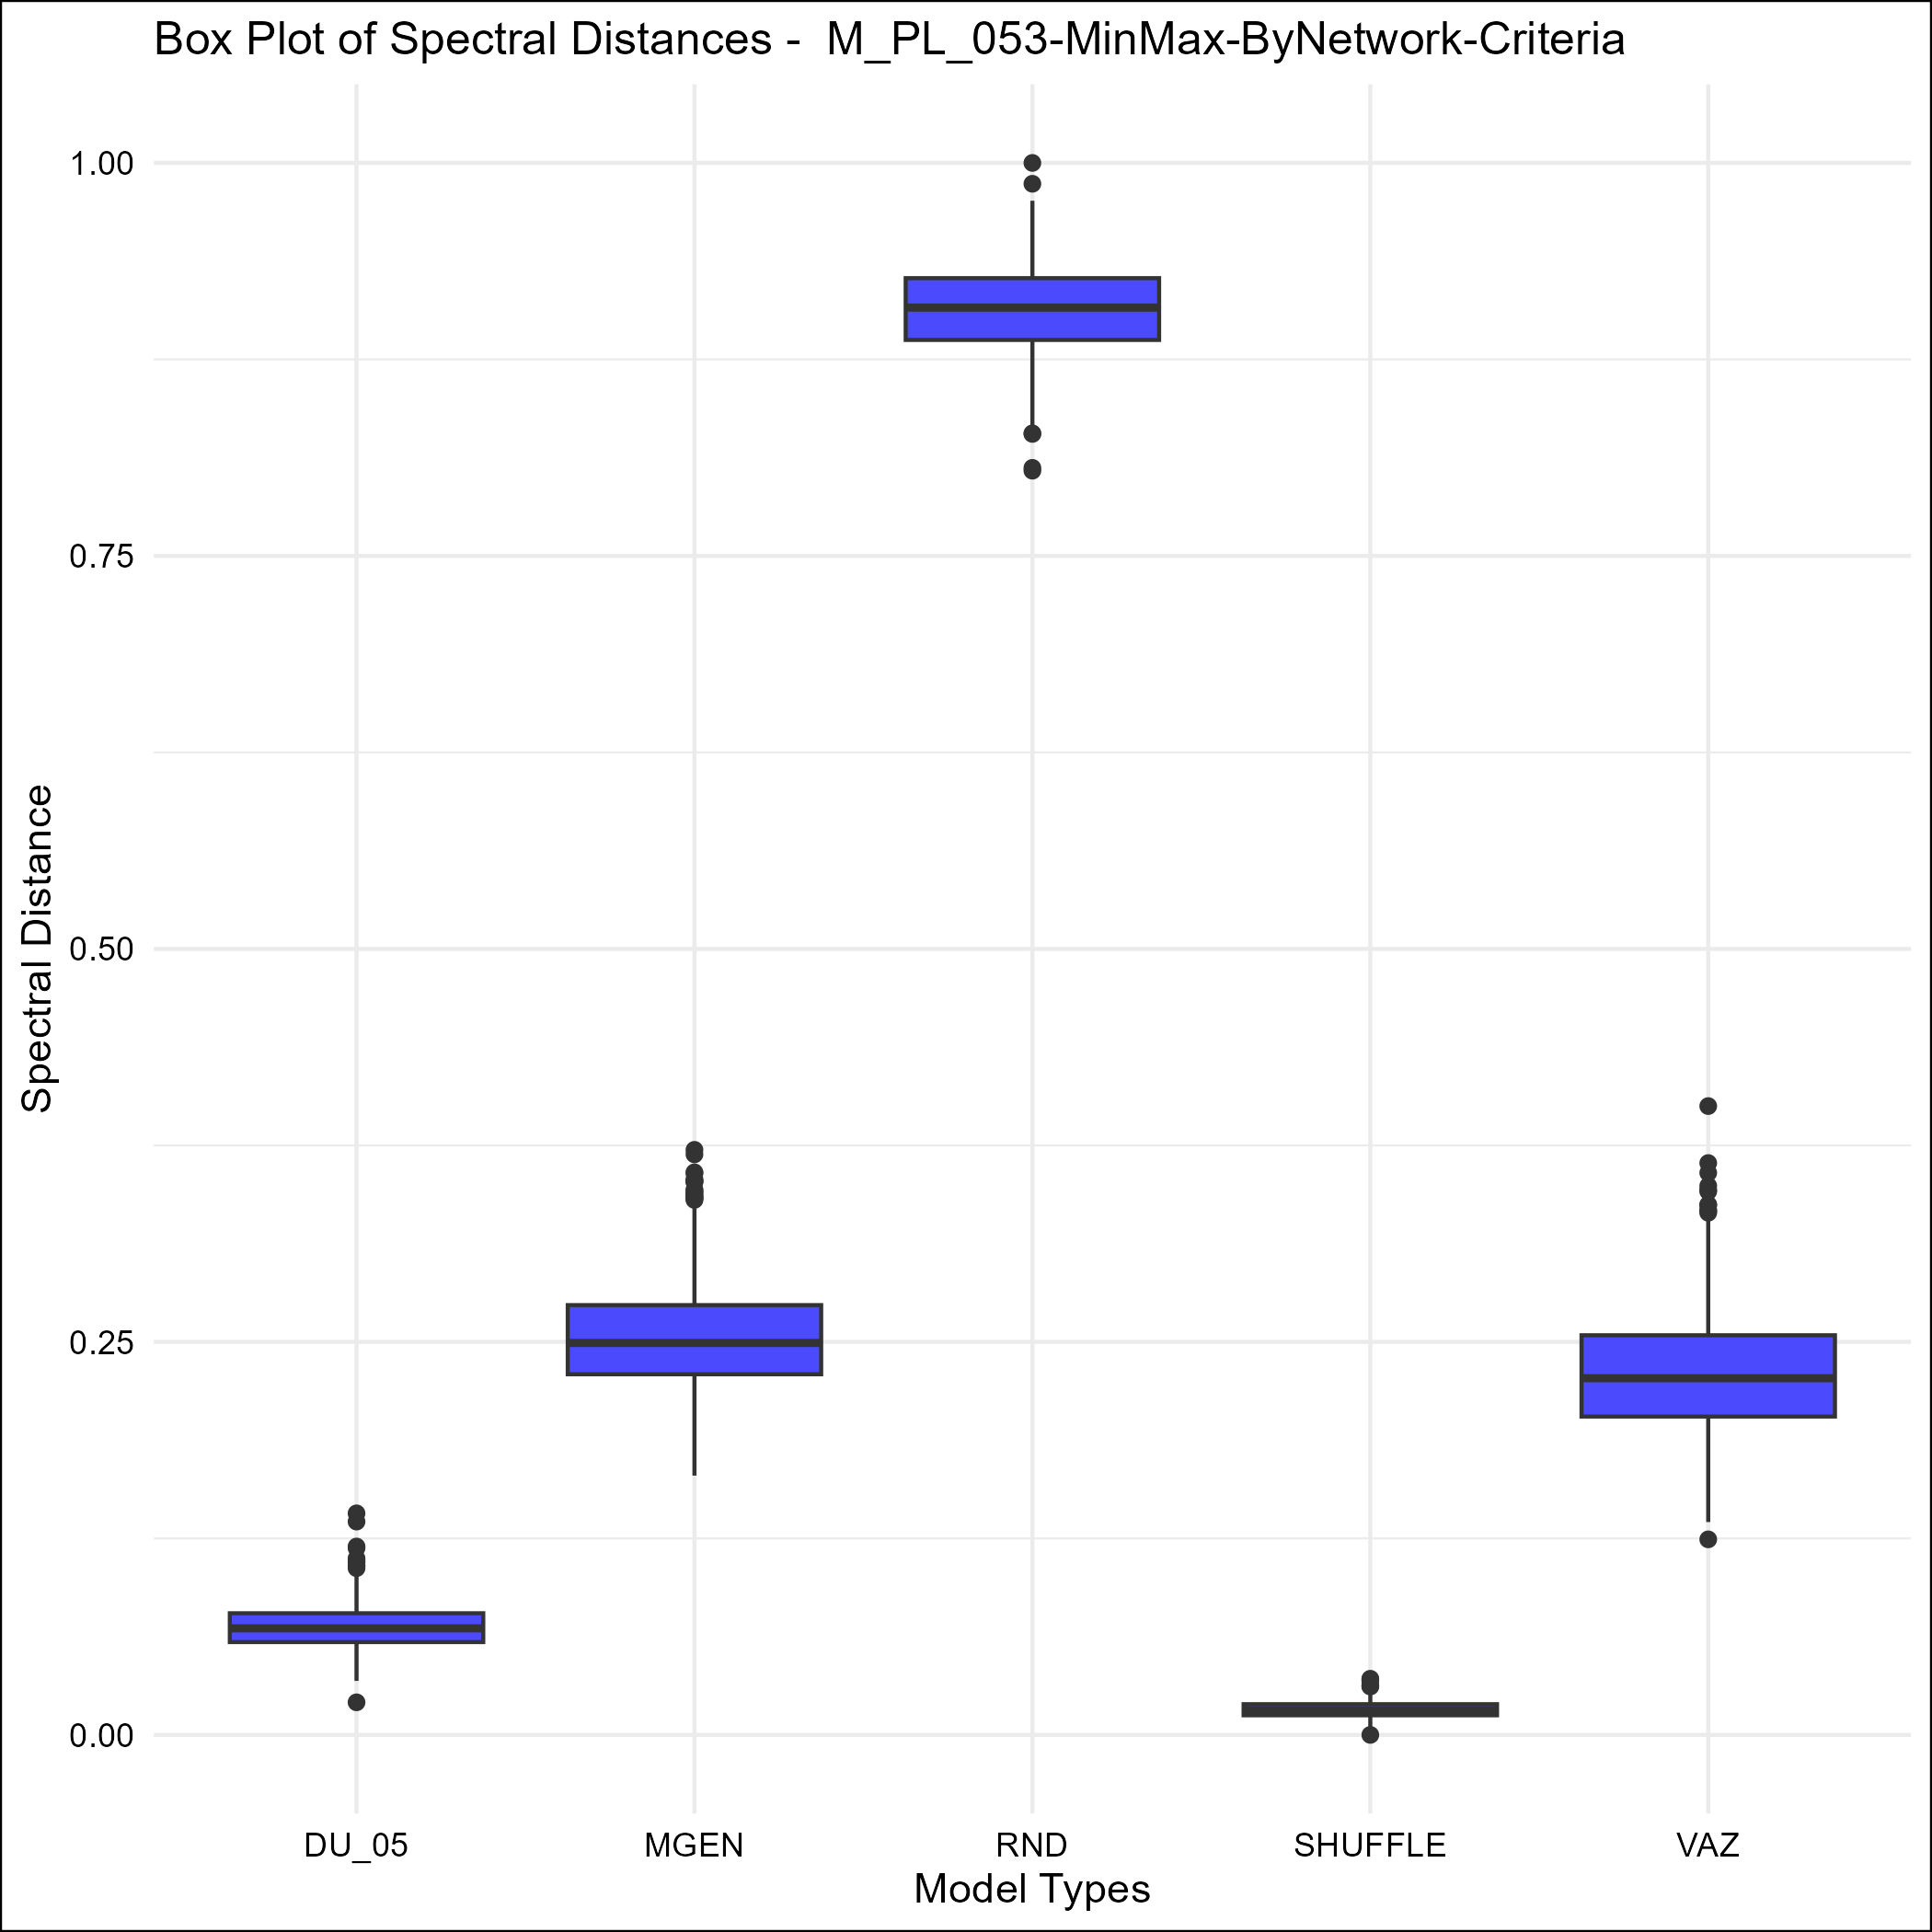 Box Plot of Spectral Distances -  M_PL_053-MinMax-ByNetwork-Criteria
Spectral Distance
1.00
0.75
0.50
0.25
0.00
DU_05 MGEN RND SHUFFLE VAZ
Model Types